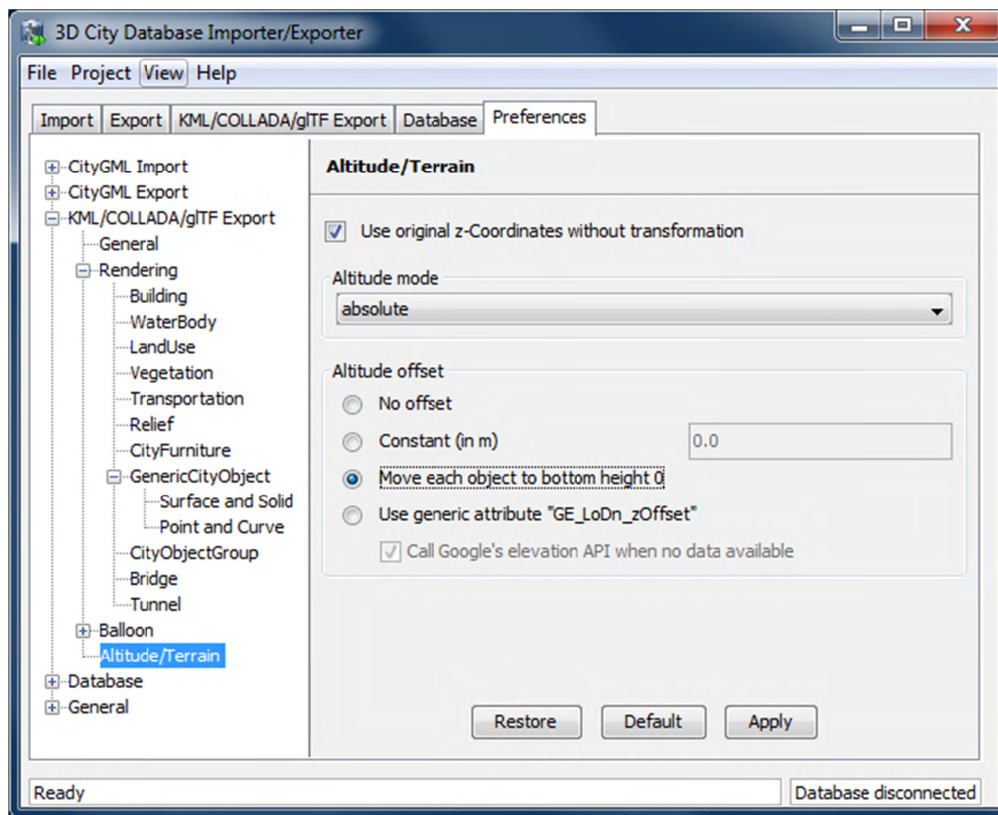 3D City Database Importer/Exporter
File Project View Help
Import Export KML/COLLADA/glTF Export Database Preferences
CityGML Import
CityGML Export
KML/COLLADA/glTF Export
General
Rendering
Building
WaterBody
LandUse
Vegetation
Transportation
Relief
CityFurniture
GenericCityObject
Surface and Solid
Point and Curve
CityObjectGroup
Bridge
Tunnel
Balloon
Altitude/Terrain
Database
General
Altitude/Terrain
Use original z-Coordinates without transformation
Altitude mode
absolute
Altitude offset
No offset
Constant (in m) 0.0
Move each object to bottom height 0
Use generic attribute "GE_LoDn_zOffset"
Call Google's elevation API when no data available
Restore Default Apply
Ready Database disconnected